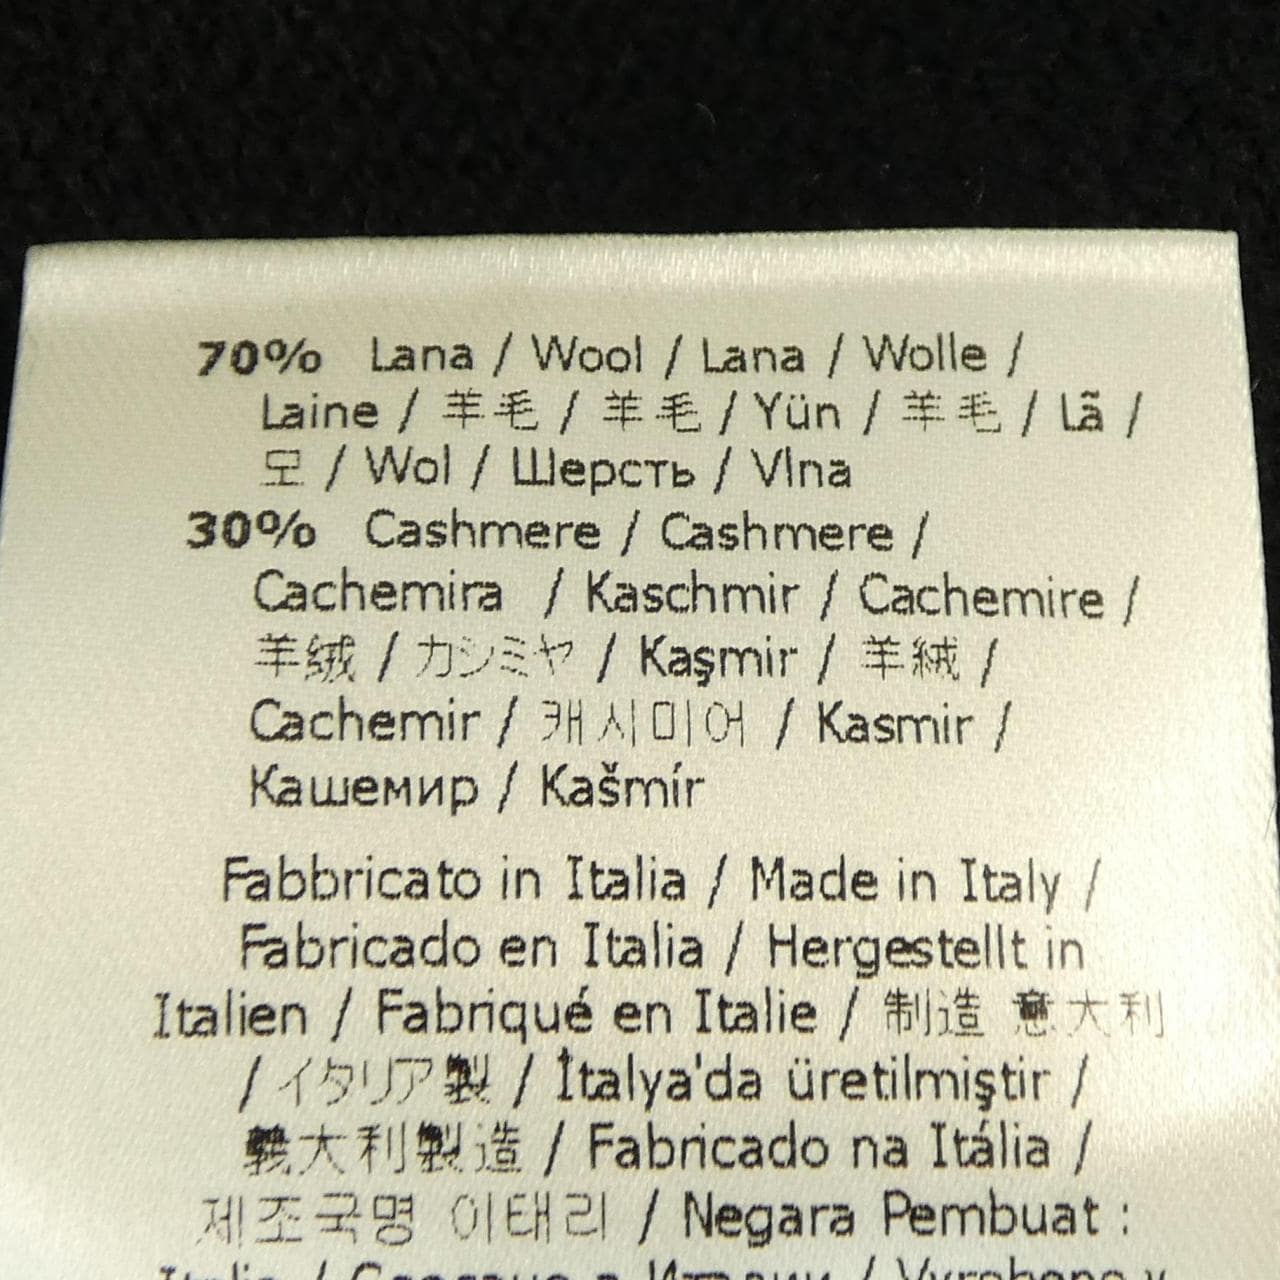 70% Lana / Wool / Lana / Wolle /
Laine / 羊毛 / 羊毛 / Yün / 羊毛 / Lã /
모 / Wol / Шерсть / Vlna
30% Cashmere / Cashmere /
Cachemira / Kaschmir / Cachemire /
羊绒 / カシミヤ / Kaşmir / 羊絨 /
Cachemir / 캐시미어 / Kasmir /
Кашемир / Kašmír
Fabbricato in Italia / Made in Italy /
Fabricado en Italia / Hergestellt in
Italien / Fabriqué en Italie / 制造 意大利
/ イタリア製 / İtalya'da üretilmiştir /
義大利製造 / Fabricado na Itália /
제조국명 이태리 / Negara Pembuat :
Italia / Сделано в Италии / Vyrobeno v